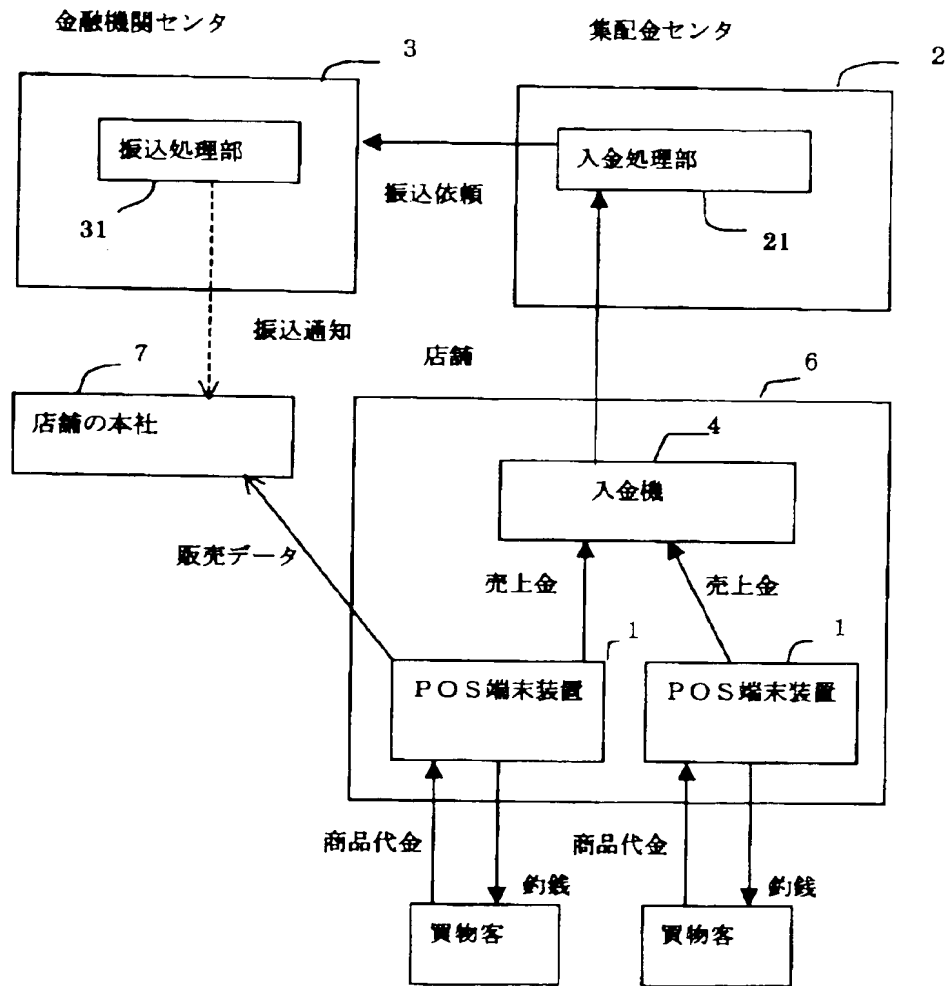 金融機関センタ
集配金センタ
3
2
振込処理部
入金処理部
振込依頼
31
21
振込通知
店舗
7
6
店舗の本社
4
入金機
販売データ
売上金
売上金
1
1
POS端末装置
POS端末装置
商品代金
商品代金
釣銭
釣銭
買物客
買物客